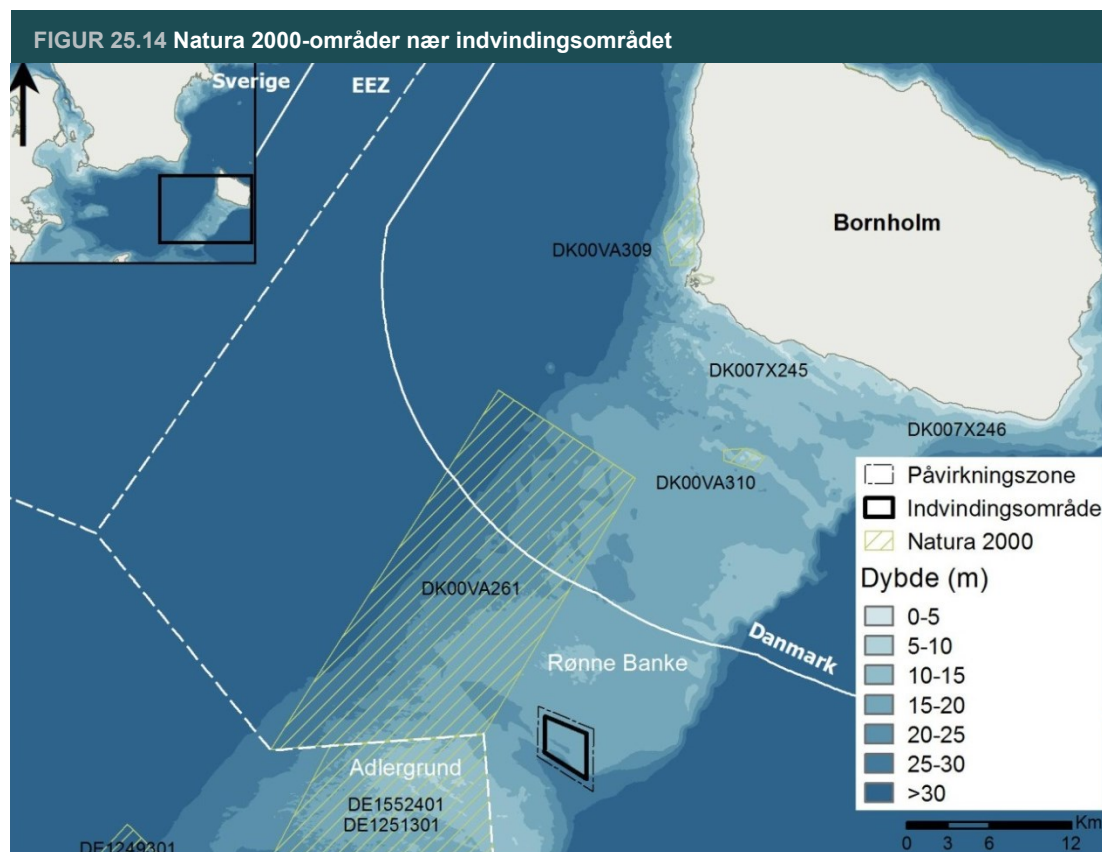 FIGUR 25.14 Natura 2000-områder nær indvindingsområdet
Sverige
EEZ
Bornholm
DK00VA309
DK007X245
DK007X246
DK00VA310
DK00VA261
Danmark
Rønne Banke
Adlergrund
DE1552401
DE1251301
DE1249301
Påvirkningszone
Indvindingsområde
Natura 2000
Dybde (m)
0-5
5-10
10-15
15-20
20-25
25-30
>30
Km
0 3 6 12